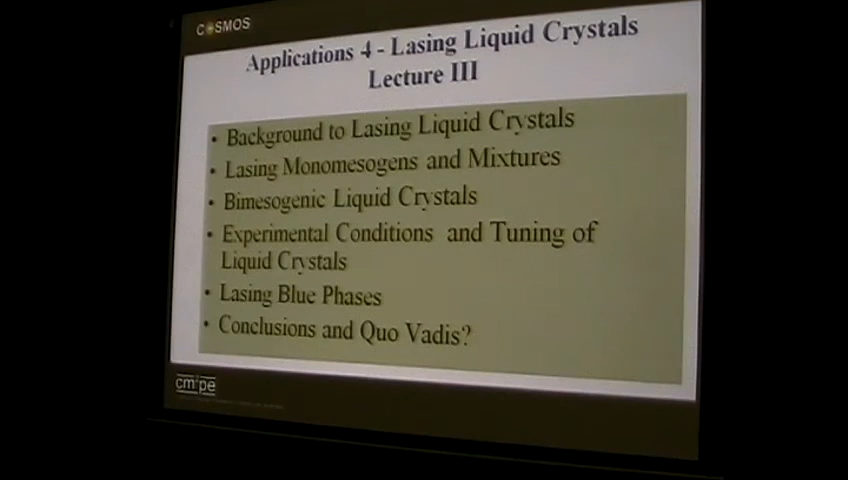 COSMOS
Applications 4 - Lasing Liquid Crystals
Lecture III
• Background to Lasing Liquid Crystals
• Lasing Monomesogens and Mixtures
• Bimesogenic Liquid Crystals
• Experimental Conditions and Tuning of
Liquid Crystals
• Lasing Blue Phases
• Conclusions and Quo Vadis?
cmpe